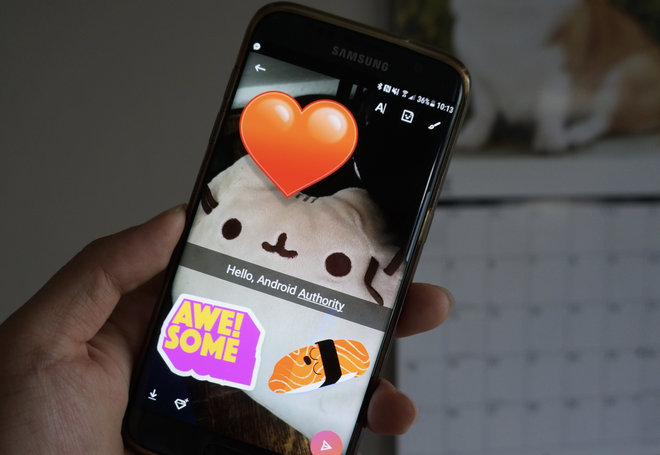 SAMSUNG
36% 10:13
A
Hello, Android Authority
AWE!
SOME